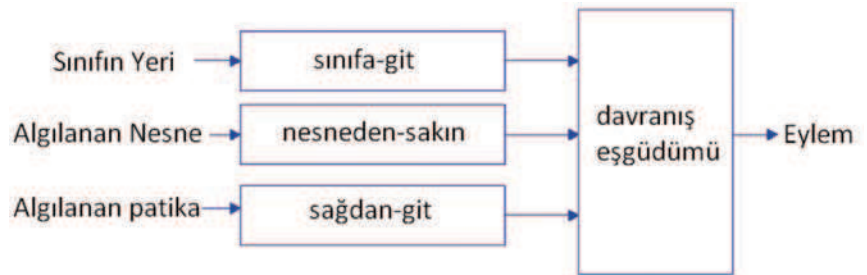 Sınıfın Yeri
sınıfa-git
Algılanan Nesne
nesneden-sakın
Algılanan patika
sağdan-git
davranış
eşgüdümü
Eylem